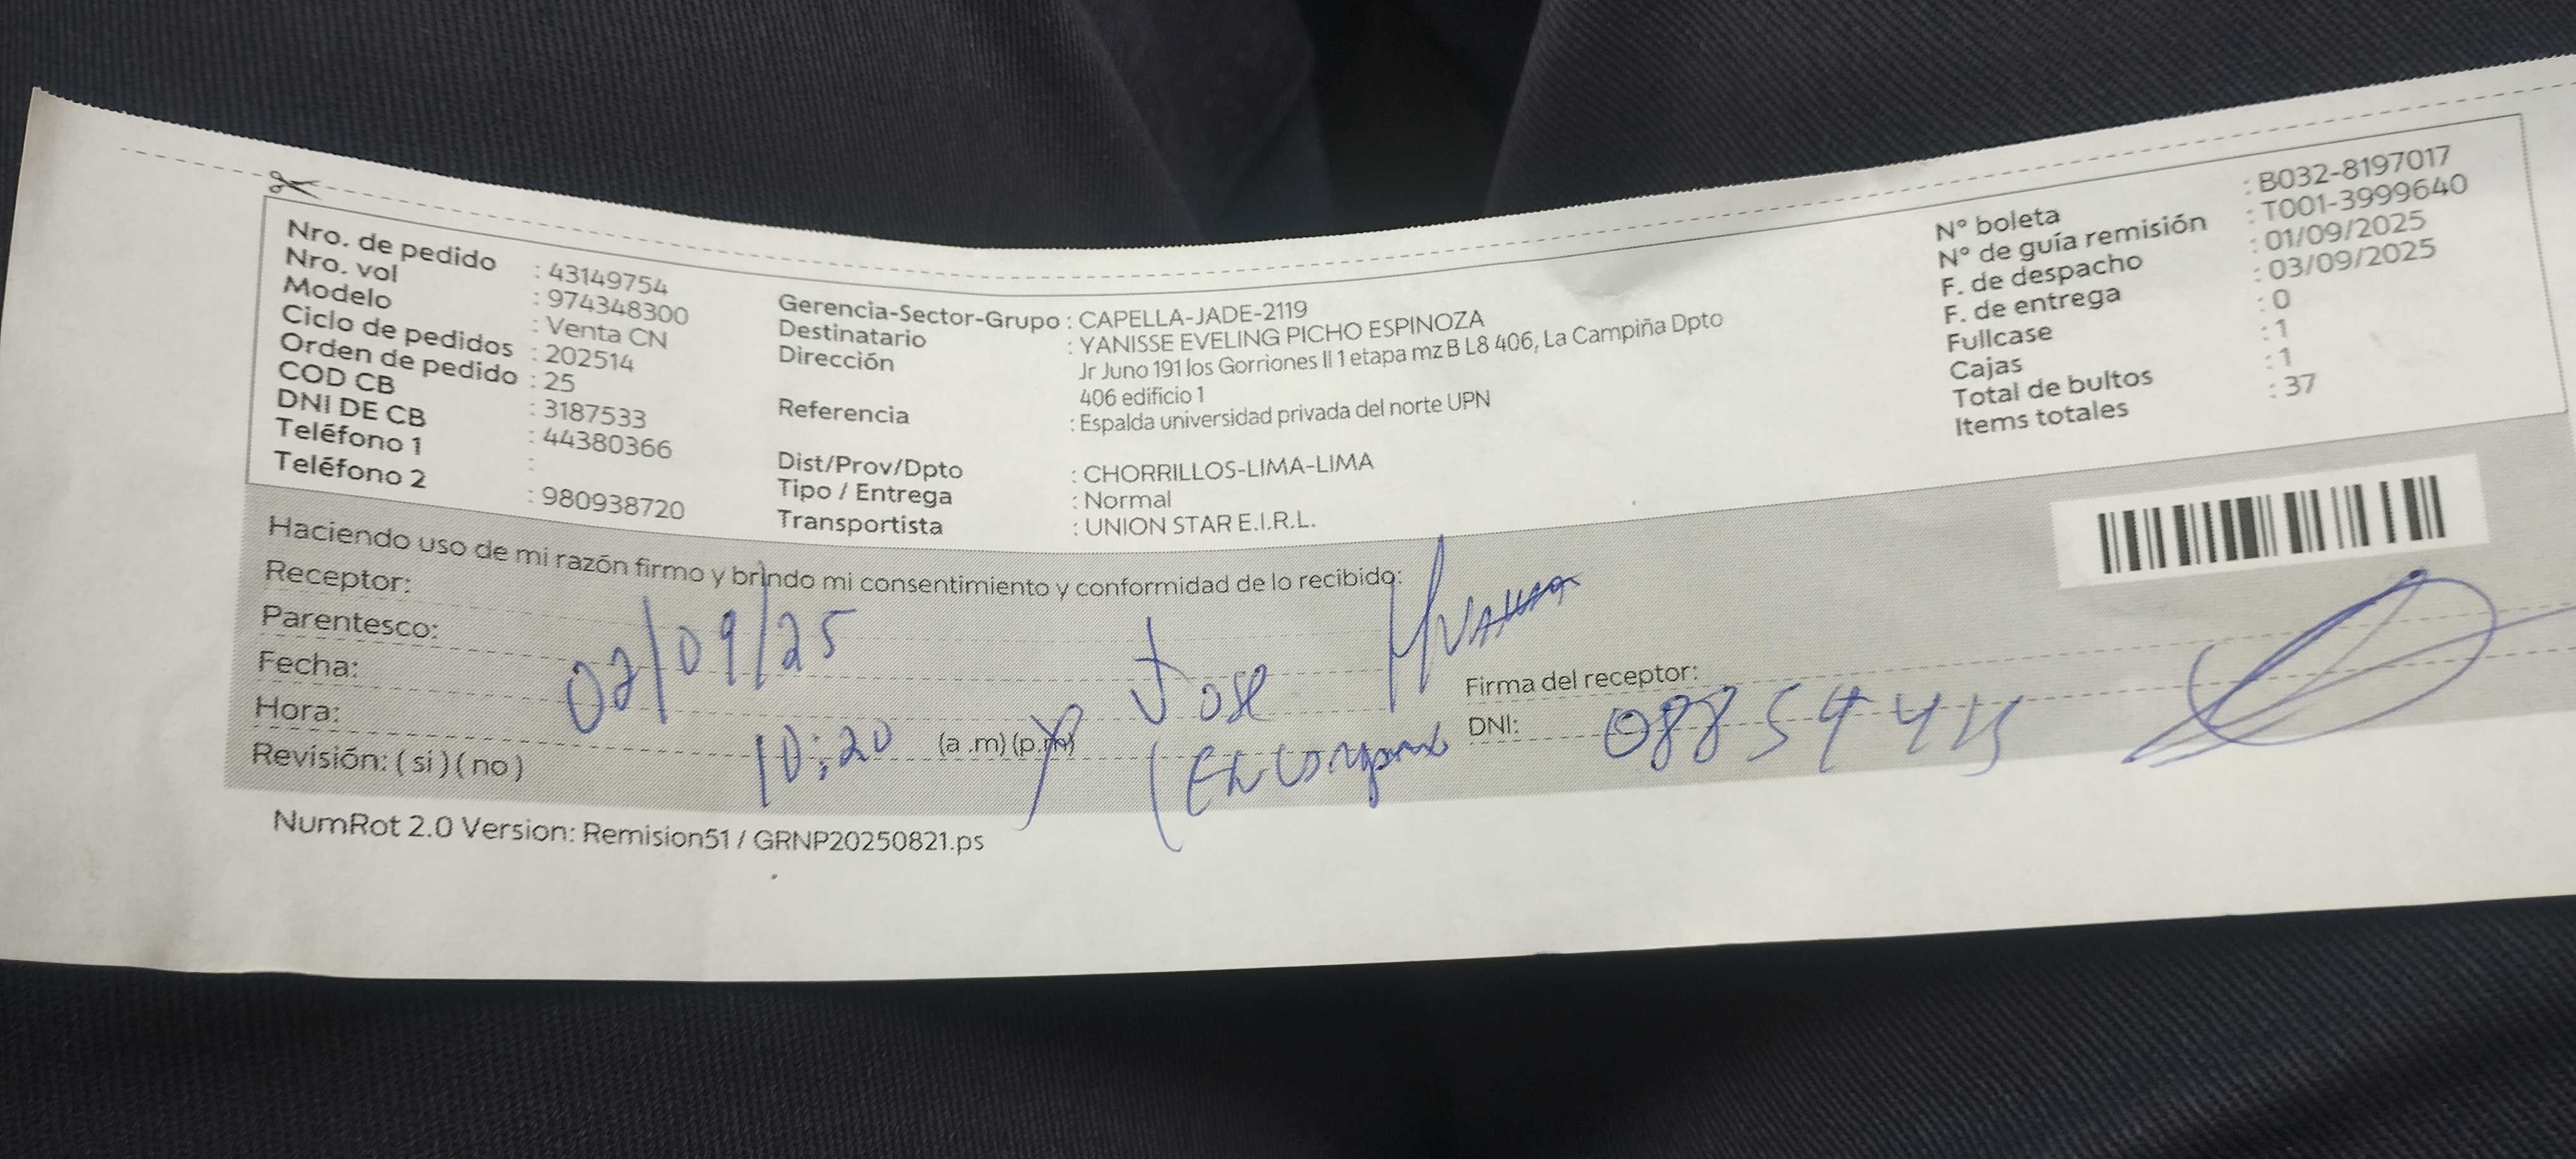 Nro. de pedido : 43149754
Nro. vol : 974348300
Modelo : Venta CN
Ciclo de pedidos : 202514
Orden de pedido : 25
COD CB : 3187533
DNI DE CB : 44380366
Teléfono 1 :
Teléfono 2 : 980938720
Gerencia-Sector-Grupo : CAPELLA-JADE-2119
Destinatario : YANISSE EVELING PICHO ESPINOZA
Dirección Jr Juno 191 los Gorriones II 1 etapa mz B L8 406, La Campiña Dpto
406 edificio 1
Referencia : Espalda universidad privada del norte UPN
Dist/Prov/Dpto : CHORRILLOS-LIMA-LIMA
Tipo / Entrega : Normal
Transportista : UNION STAR E.I.R.L.
N° boleta : B032-8197017
N° de guía remisión : T001-3999640
F. de despacho : 01/09/2025
F. de entrega : 03/09/2025
Fullcase : 0
Cajas : 1
Total de bultos : 1
Items totales : 37
Haciendo uso de mi razón firmo y brindo mi consentimiento y conformidad de lo recibido:
Receptor:
Parentesco:
Fecha: 02/09/25
Jose
Hora: 10:20 (a .m) (p.m)
Revisión: ( si ) ( no )
Firma del receptor:
DNI:
NumRot 2.0 Version: Remision51 / GRNP20250821.ps